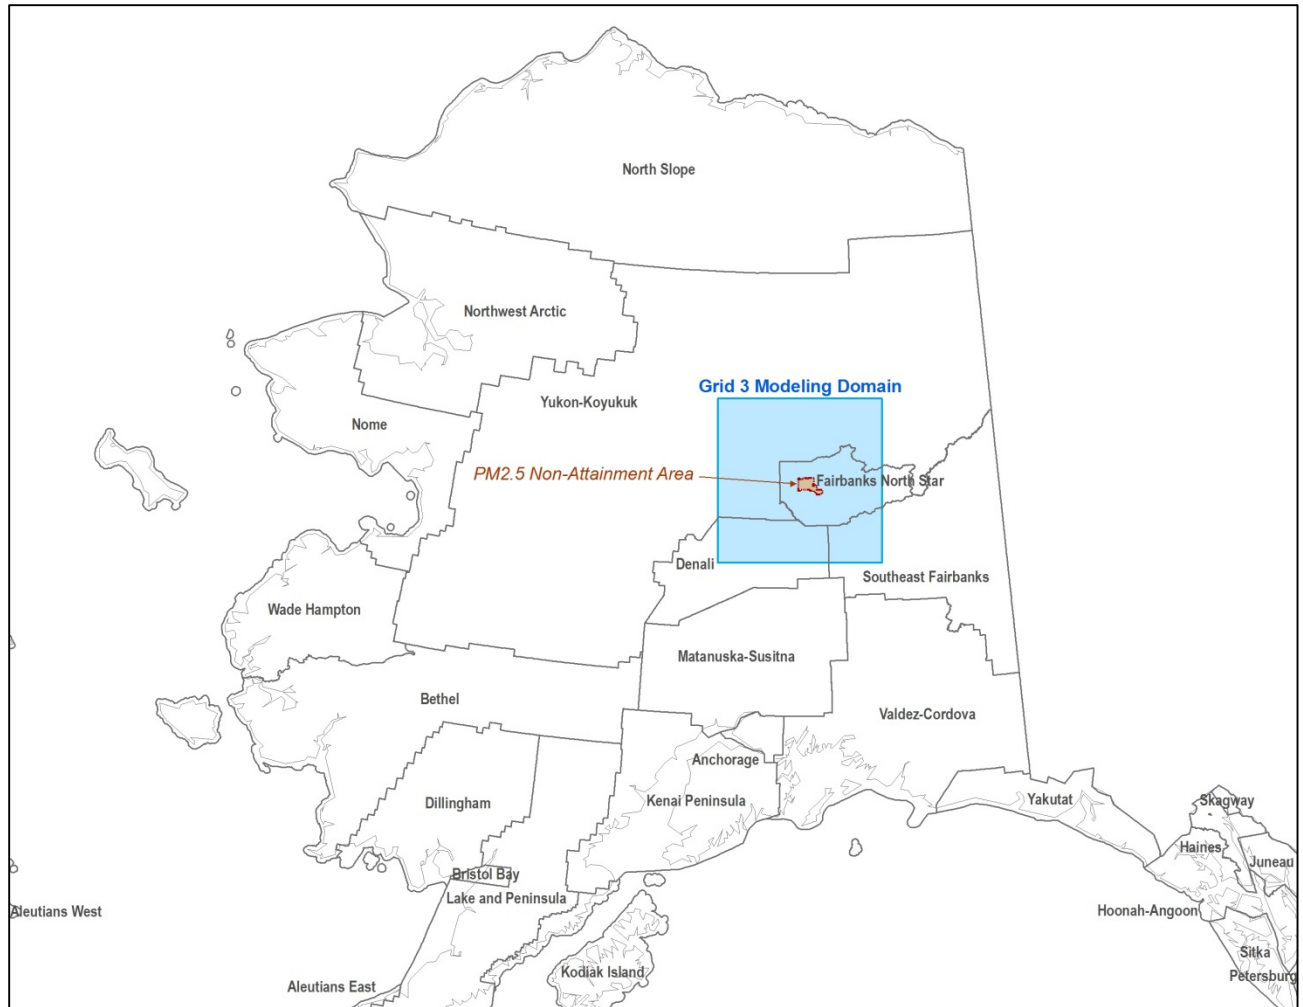 North Slope
Northwest Arctic
Grid 3 Modeling Domain
Yukon-Koyukuk
Nome
PM2.5 Non-Attainment Area
Fairbanks North Star
Denali
Southeast Fairbanks
Wade Hampton
Matanuska-Susitna
Bethel
Valdez-Cordova
Anchorage
Dillingham
Kenai Peninsula
Yakutat
Skagway
Haines
Juneau
Bristol Bay
Lake and Peninsula
Aleutians West
Hoonah-Angoon
Sitka
Kodiak Island
Petersburg
Aleutians East